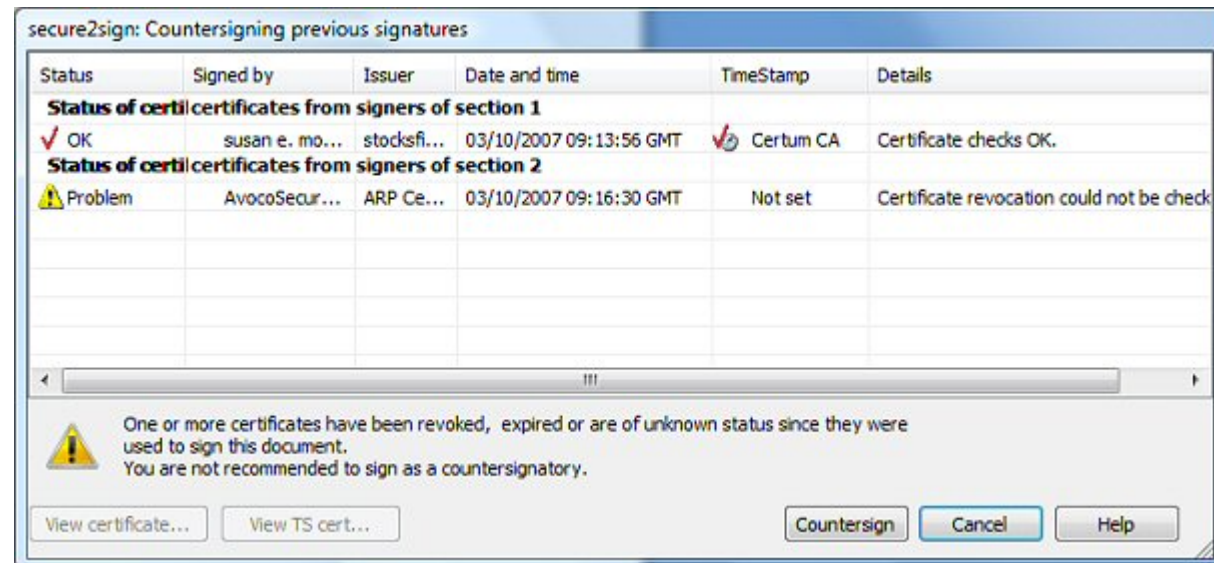 secure2sign: Countersigning previous signatures
Status Signed by Issuer Date and time TimeStamp Details
Status of certificates from signers of section 1
OK susan e. mo... stocksfi... 03/10/2007 09:13:56 GMT Certum CA Certificate checks OK.
Status of certificates from signers of section 2
Problem AvocoSecur... ARP Ce... 03/10/2007 09:16:30 GMT Not set Certificate revocation could not be check
One or more certificates have been revoked, expired or are of unknown status since they were
used to sign this document.
You are not recommended to sign as a countersignatory.
View certificate... View TS cert... Countersign Cancel Help